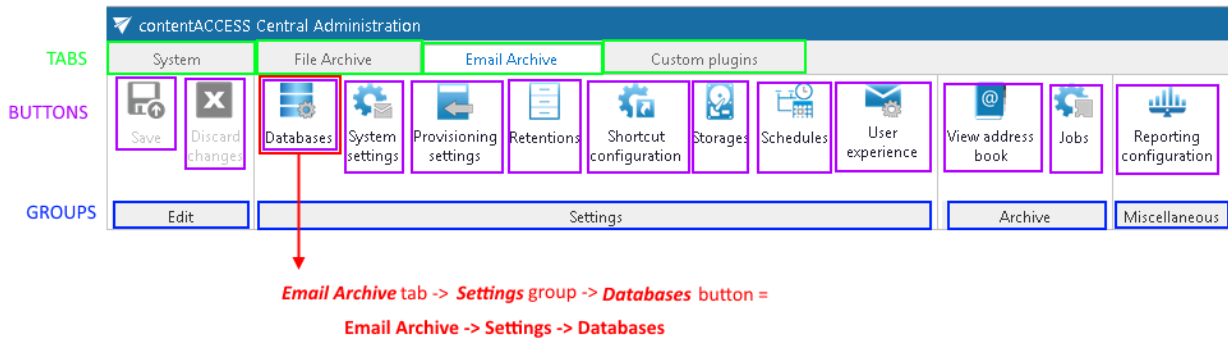 contentACCESS Central Administration
TABS
System
File Archive
Email Archive
Custom plugins
BUTTONS
Save
Discard
changes
Databases
System
settings
Provisioning
settings
Retentions
Shortcut
configuration
Storages
Schedules
User
experience
View address
book
Jobs
Reporting
configuration
GROUPS
Edit
Settings
Archive
Miscellaneous
Email Archive tab -> Settings group -> Databases button =
Email Archive -> Settings -> Databases